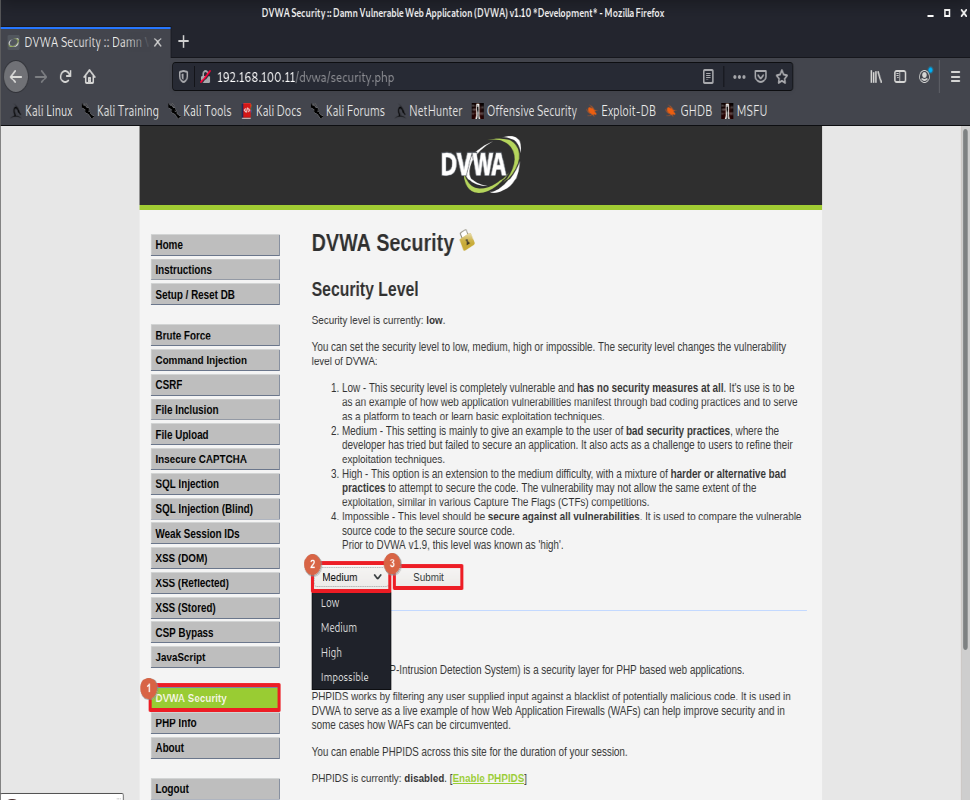 DVWA Security :: Damn Vulnerable Web Application (DVWA) v1.10 *Development* - Mozilla Firefox
DVWA Security :: Damn V
192.168.100.11/dvwa/security.php
Kali Linux Kali Training Kali Tools Kali Docs Kali Forums NetHunter Offensive Security Exploit-DB GHDB MSFU
DVWA
Home
Instructions
Setup / Reset DB
Brute Force
Command Injection
CSRF
File Inclusion
File Upload
Insecure CAPTCHA
SQL Injection
SQL Injection (Blind)
Weak Session IDs
XSS (DOM)
XSS (Reflected)
XSS (Stored)
CSP Bypass
JavaScript
1
DVWA Security
PHP Info
About
Logout
DVWA Security
Security Level
Security level is currently: low.
You can set the security level to low, medium, high or impossible. The security level changes the vulnerability
level of DVWA:
1. Low - This security level is completely vulnerable and has no security measures at all. It's use is to be
as an example of how web application vulnerabilities manifest through bad coding practices and to serve
as a platform to teach or learn basic exploitation techniques.
2. Medium - This setting is mainly to give an example to the user of bad security practices, where the
developer has tried but failed to secure an application. It also acts as a challenge to users to refine their
exploitation techniques.
3. High - This option is an extension to the medium difficulty, with a mixture of harder or alternative bad
practices to attempt to secure the code. The vulnerability may not allow the same extent of the
exploitation, similar in various Capture The Flags (CTFs) competitions.
4. Impossible - This level should be secure against all vulnerabilities. It is used to compare the vulnerable
source code to the secure source code.
Prior to DVWA v1.9, this level was known as 'high'.
2 3
Medium Submit
Low
Medium
High
Impossible
P-Intrusion Detection System) is a security layer for PHP based web applications.
PHPIDS works by filtering any user supplied input against a blacklist of potentially malicious code. It is used in
DVWA to serve as a live example of how Web Application Firewalls (WAFs) can help improve security and in
some cases how WAFs can be circumvented.
You can enable PHPIDS across this site for the duration of your session.
PHPIDS is currently: disabled. [Enable PHPIDS]